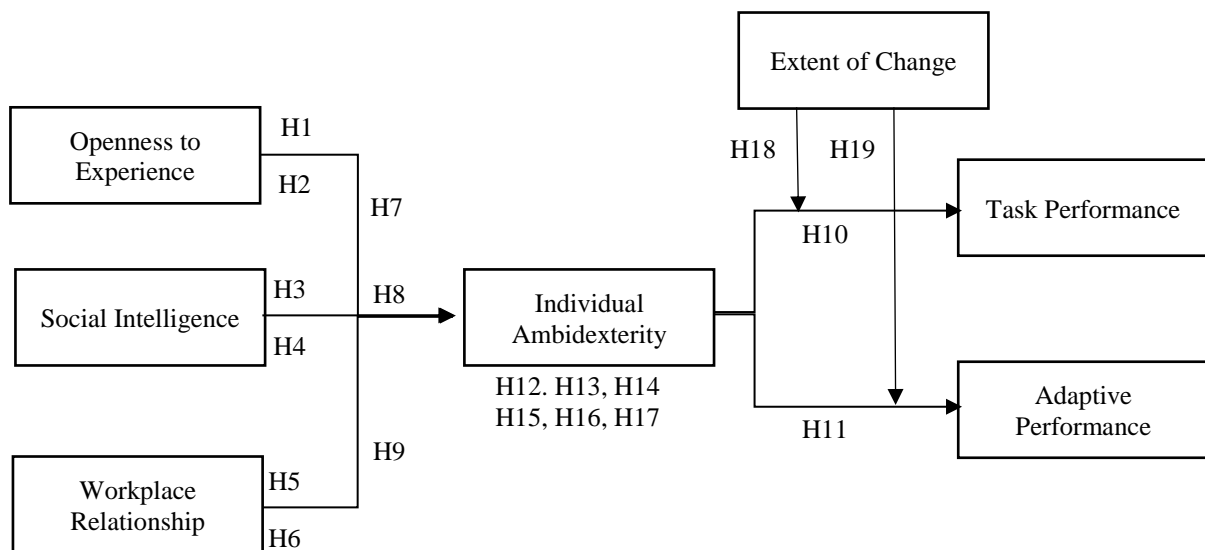 Extent of Change
Openness to
Experience
H1
H2
H7
H18
H19
Task Performance
H10
Social Intelligence
H3
H4
H8
Individual
Ambidexterity
H12. H13, H14
H15, H16, H17
H11
Adaptive
Performance
H9
Workplace
Relationship
H5
H6